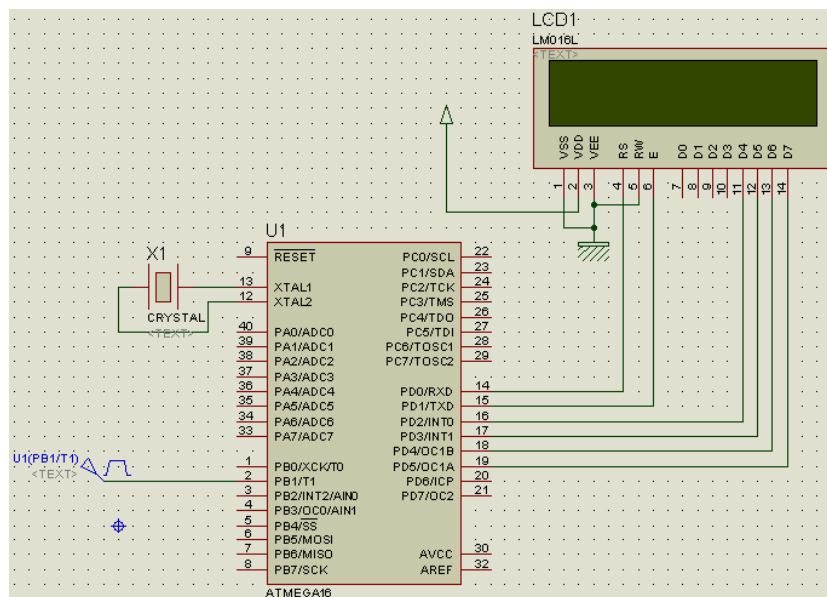 LCD1
LM016L
<TEXT>
VSS
VDD
VEE
RS
RW
E
D0
D1
D2
D3
D4
D5
D6
D7
1
2
3
4
5
6
7
8
9
10
11
12
13
14
U1
X1
CRYSTAL
<TEXT>
9 RESET PC0/SCL 22
PC1/SDA 23
13 XTAL1 PC2/TCK 24
12 XTAL2 PC3/TMS 25
PC4/TDO 26
40 PA0/ADC0 PC5/TDI 27
39 PA1/ADC1 PC6/TOSC1 28
38 PA2/ADC2 PC7/TOSC2 29
37 PA3/ADC3
36 PA4/ADC4 PD0/RXD 14
35 PA5/ADC5 PD1/TXD 15
34 PA6/ADC6 PD2/INT0 16
33 PA7/ADC7 PD3/INT1 17
PD4/OC1B 18
1 PB0/XCK/T0 PD5/OC1A 19
2 PB1/T1 PD6/ICP 20
3 PB2/INT2/AIN0 PD7/OC2 21
4 PB3/OC0/AIN1
5 PB4/SS
6 PB5/MOSI
7 PB6/MISO AVCC 30
8 PB7/SCK AREF 32
ATMEGA16
U1(PB1/T1)
<TEXT>